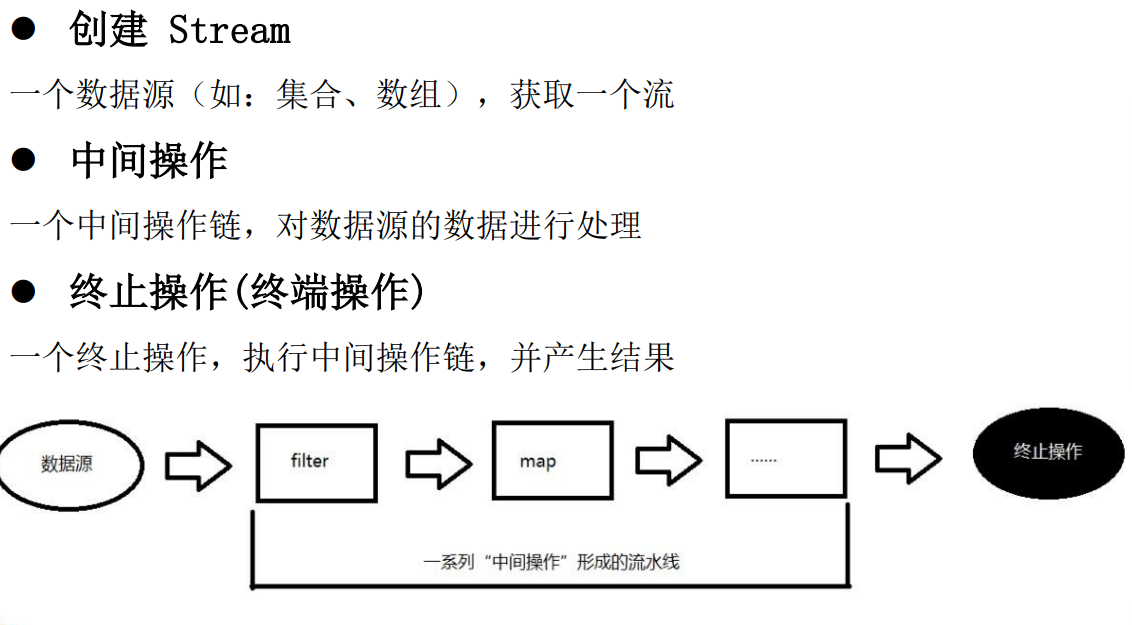 ● 创建 Stream
一个数据源（如：集合、数组），获取一个流
● 中间操作
一个中间操作链，对数据源的数据进行处理
● 终止操作(终端操作)
一个终止操作，执行中间操作链，并产生结果
数据源 filter map ...... 终止操作
一系列“中间操作”形成的流水线